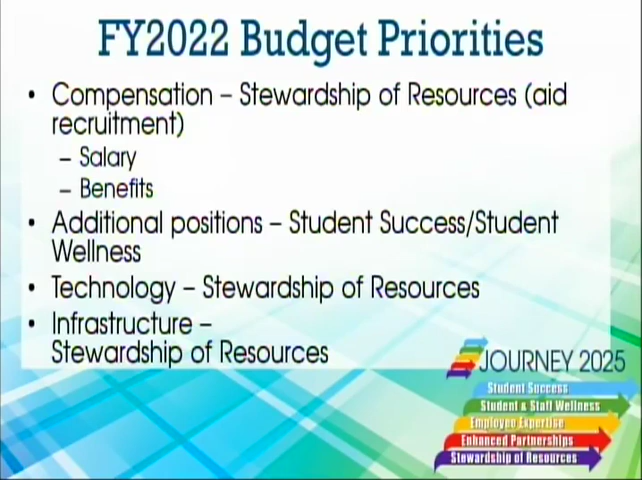 FY2022 Budget Priorities
• Compensation – Stewardship of Resources (aid
recruitment)
– Salary
– Benefits
• Additional positions – Student Success/Student
Wellness
• Technology – Stewardship of Resources
• Infrastructure –
Stewardship of Resources
JOURNEY 2025
Student Success
Student & Staff Wellness
Employee Expertise
Enhanced Partnerships
Stewardship of Resources